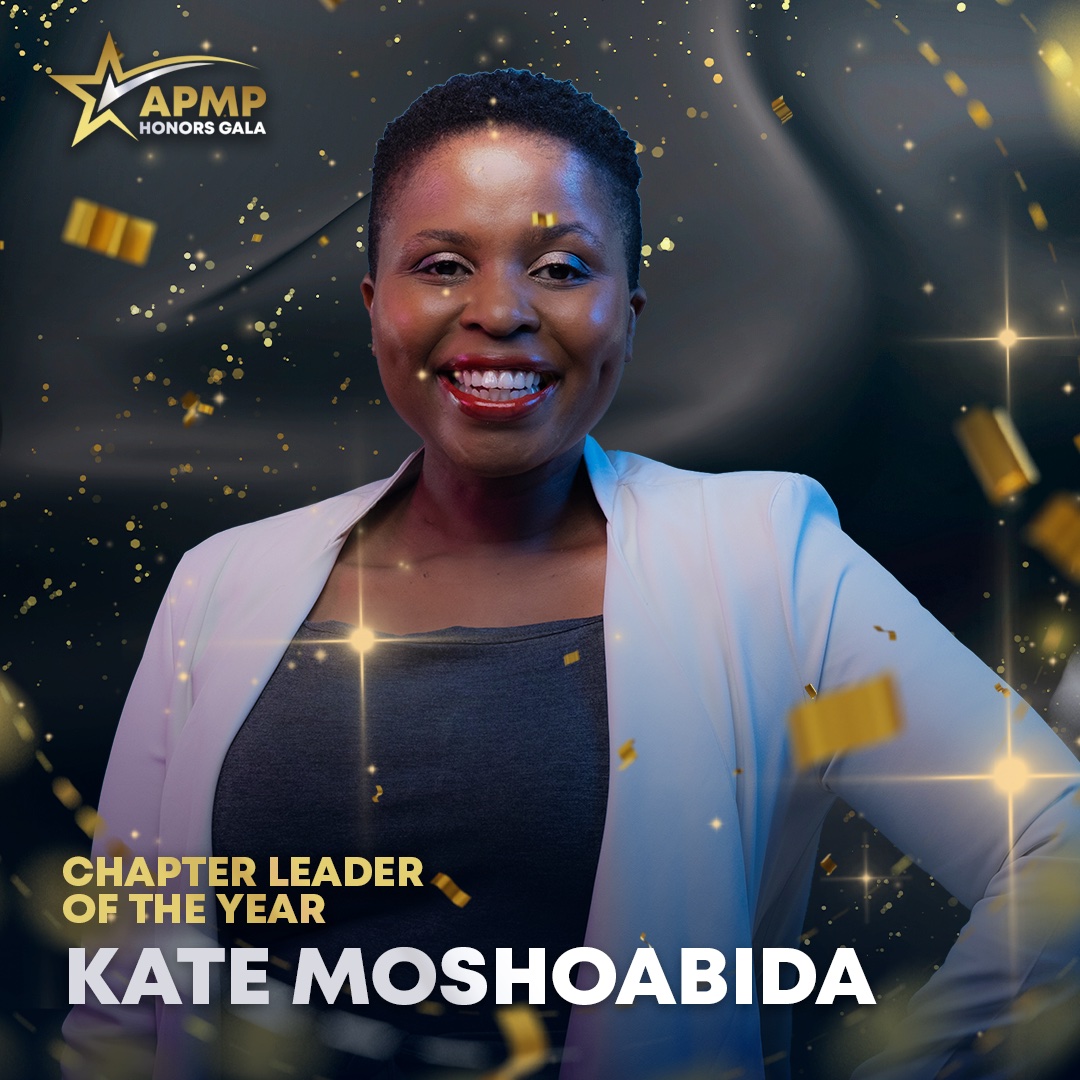 APMP
HONORS GALA
CHAPTER LEADER
OF THE YEAR
KATE MOSHOABIDA